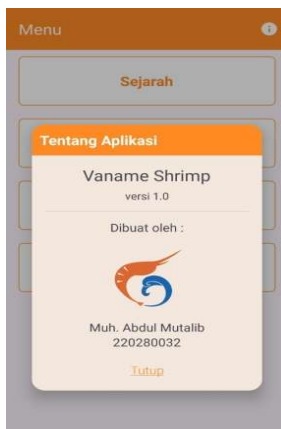 Menu
Sejarah
Tentang Aplikasi
Vaname Shrimp
versi 1.0
Dibuat oleh :
Muh. Abdul Mutalib
220280032
Tutup